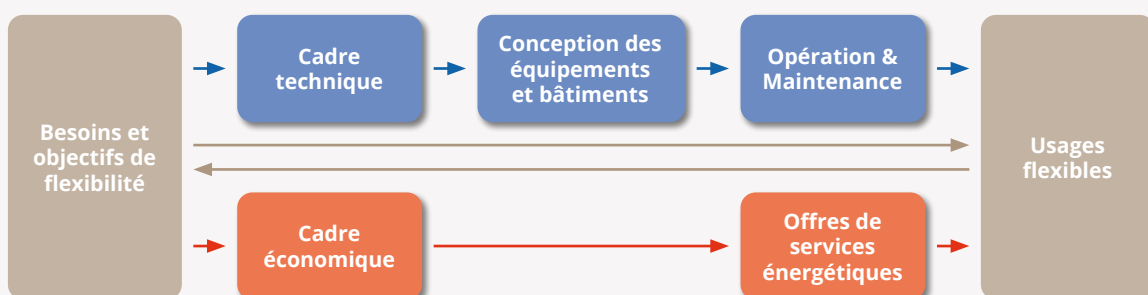 Besoins et
objectifs de
flexibilité
Cadre
technique
Conception des
équipements
et bâtiments
Opération &
Maintenance
Cadre
économique
Offres de
services
énergétiques
Usages
flexibles